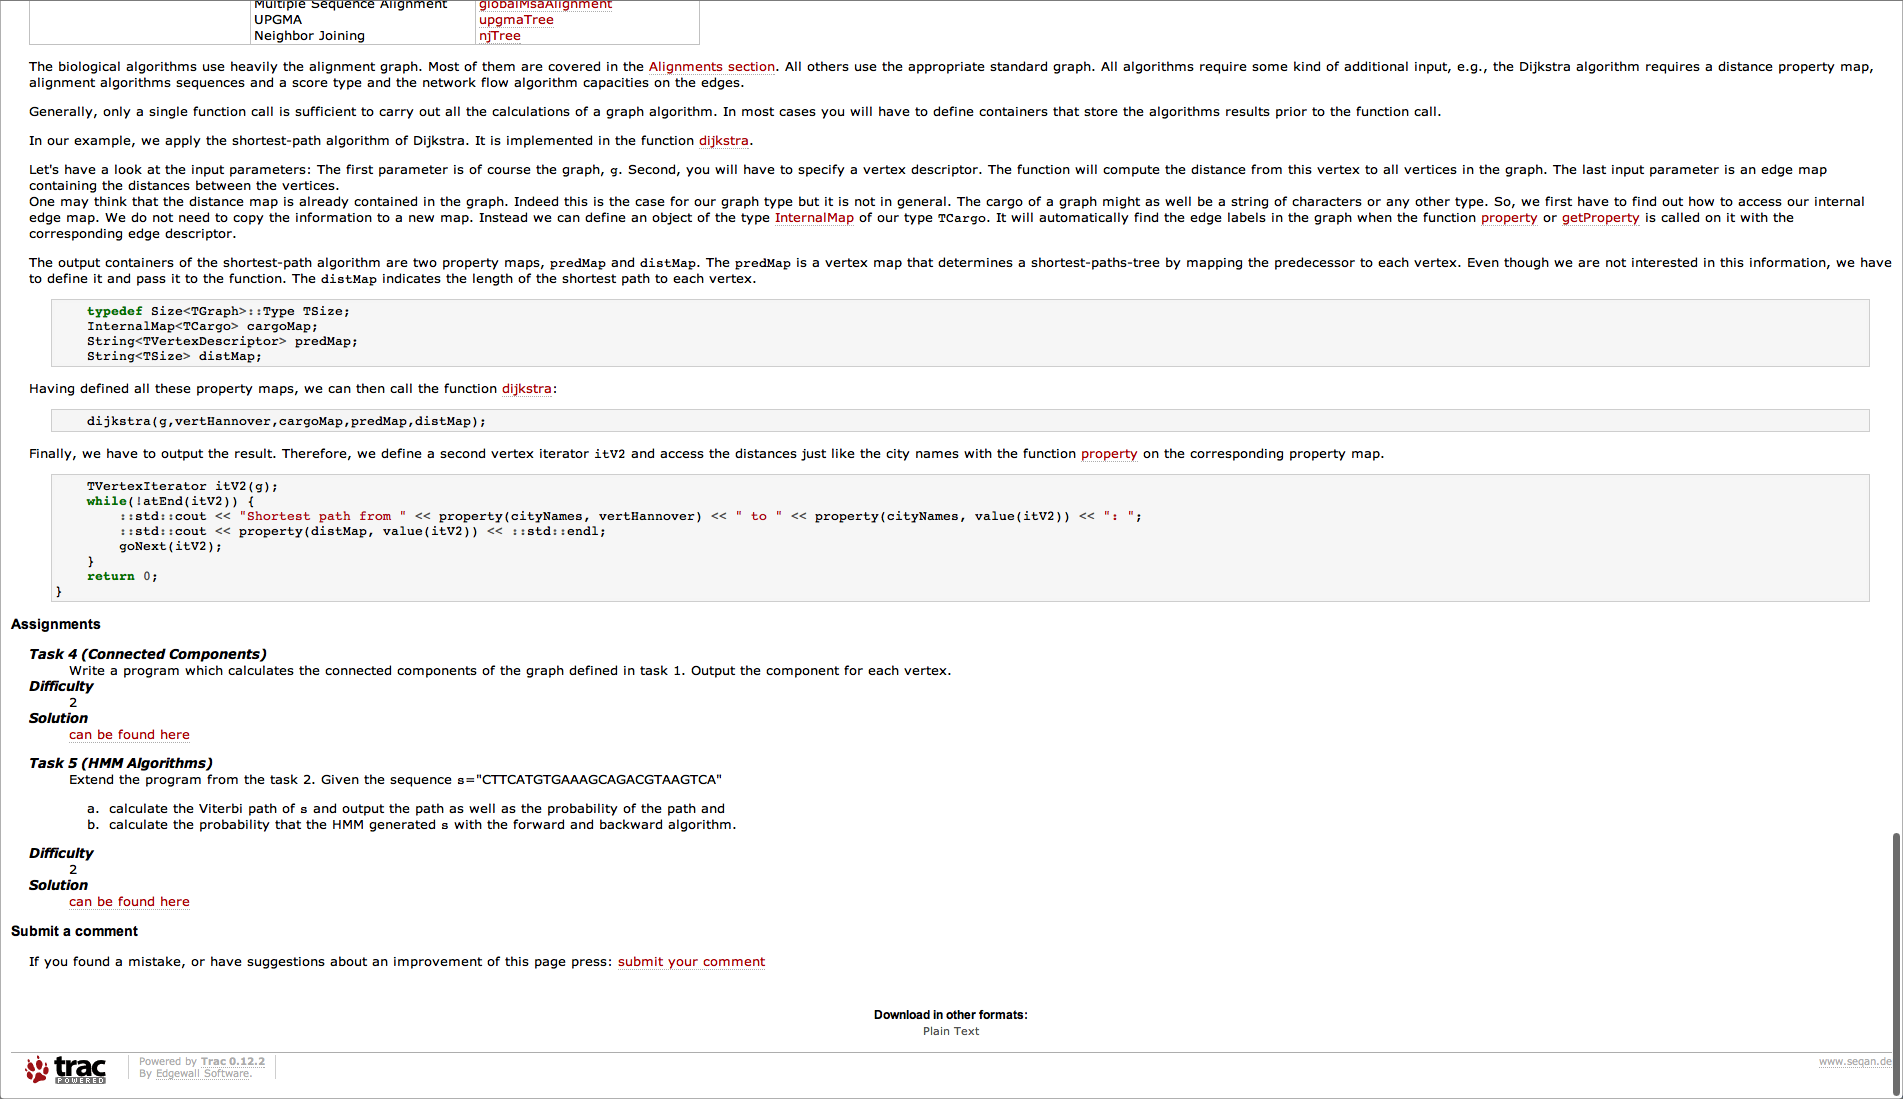 Multiple Sequence Alignment globalMsaAlignment
UPGMA upgmaTree
Neighbor Joining njTree
The biological algorithms use heavily the alignment graph. Most of them are covered in the Alignments section. All others use the appropriate standard graph. All algorithms require some kind of additional input, e.g., the Dijkstra algorithm requires a distance property map,
alignment algorithms sequences and a score type and the network flow algorithm capacities on the edges.
Generally, only a single function call is sufficient to carry out all the calculations of a graph algorithm. In most cases you will have to define containers that store the algorithms results prior to the function call.
In our example, we apply the shortest-path algorithm of Dijkstra. It is implemented in the function dijkstra.
Let's have a look at the input parameters: The first parameter is of course the graph, g. Second, you will have to specify a vertex descriptor. The function will compute the distance from this vertex to all vertices in the graph. The last input parameter is an edge map
containing the distances between the vertices.
One may think that the distance map is already contained in the graph. Indeed this is the case for our graph type but it is not in general. The cargo of a graph might as well be a string of characters or any other type. So, we first have to find out how to access our internal
edge map. We do not need to copy the information to a new map. Instead we can define an object of the type InternalMap of our type TCargo. It will automatically find the edge labels in the graph when the function property or getProperty is called on it with the
corresponding edge descriptor.
The output containers of the shortest-path algorithm are two property maps, predMap and distMap. The predMap is a vertex map that determines a shortest-paths-tree by mapping the predecessor to each vertex. Even though we are not interested in this information, we have
to define it and pass it to the function. The distMap indicates the length of the shortest path to each vertex.
typedef Size<TGraph>::Type TSize;
InternalMap<TCargo> cargoMap;
String<TVertexDescriptor> predMap;
String<TSize> distMap;
Having defined all these property maps, we can then call the function dijkstra:
dijkstra(g,vertHannover,cargoMap,predMap,distMap);
Finally, we have to output the result. Therefore, we define a second vertex iterator itV2 and access the distances just like the city names with the function property on the corresponding property map.
TVertexIterator itV2(g);
while(!atEnd(itV2)) {
::std::cout << "Shortest path from " << property(cityNames, vertHannover) << " to " << property(cityNames, value(itV2)) << ": ";
::std::cout << property(distMap, value(itV2)) << ::std::endl;
goNext(itV2);
}
return 0;
}
Assignments
Task 4 (Connected Components)
Write a program which calculates the connected components of the graph defined in task 1. Output the component for each vertex.
Difficulty
2
Solution
can be found here
Task 5 (HMM Algorithms)
Extend the program from the task 2. Given the sequence s="CTTCATGTGAAAGCAGACGTAAGTCA"
a. calculate the Viterbi path of s and output the path as well as the probability of the path and
b. calculate the probability that the HMM generated s with the forward and backward algorithm.
Difficulty
2
Solution
can be found here
Submit a comment
If you found a mistake, or have suggestions about an improvement of this page press: submit your comment
Download in other formats:
Plain Text
trac
POWERED
Powered by Trac 0.12.2
By Edgewall Software.
www.seqan.de